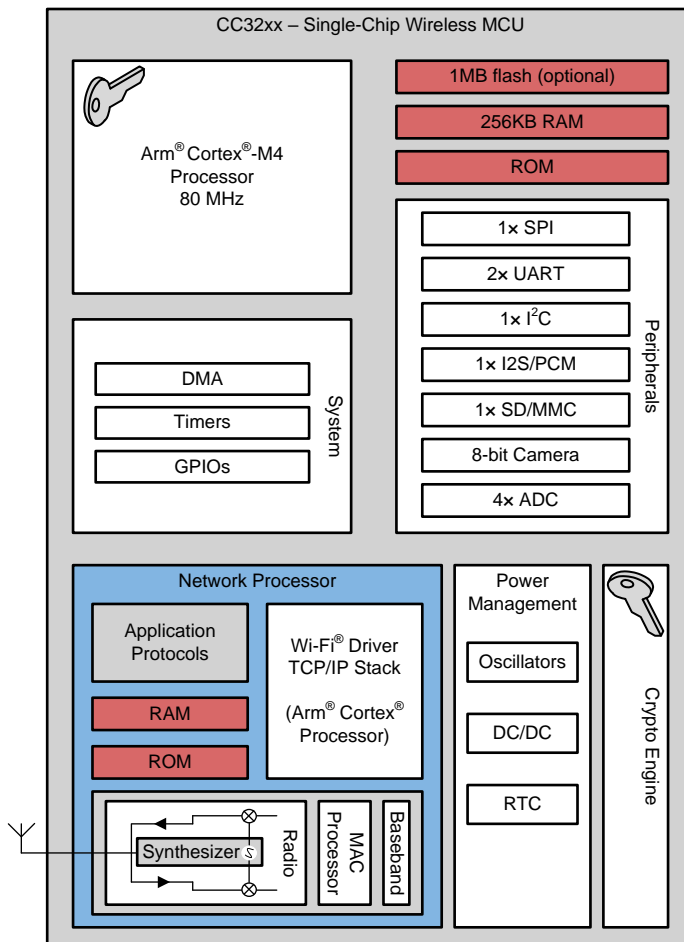 CC32xx – Single-Chip Wireless MCU
Arm® Cortex®-M4
Processor
80 MHz
1MB flash (optional)
256KB RAM
ROM
1× SPI
2× UART
1× I²C
1× I2S/PCM
1× SD/MMC
8-bit Camera
4× ADC
Peripherals
DMA
Timers
GPIOs
System
Network Processor
Application
Protocols
RAM
ROM
Wi-Fi® Driver
TCP/IP Stack
(Arm® Cortex®
Processor)
Synthesizer
Radio
MAC
Processor
Baseband
Power
Management
Oscillators
DC/DC
RTC
Crypto Engine